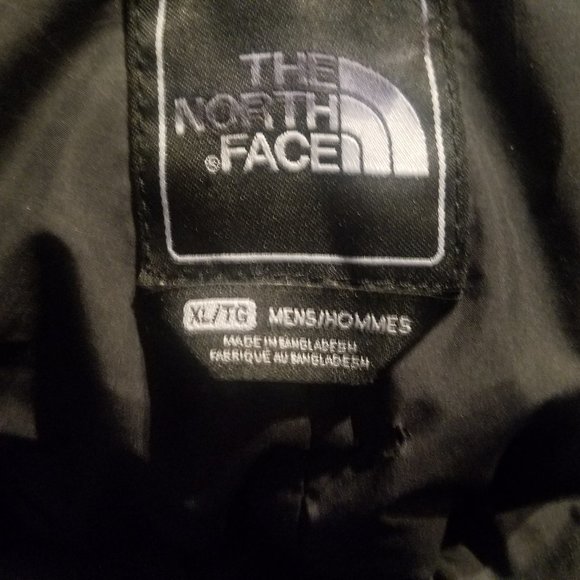 THE
NORTH
®FACE
XL/TG MENS/HOMMES
MADE IN BANGLADESH
FABRIQUÉ AU BANGLADESH